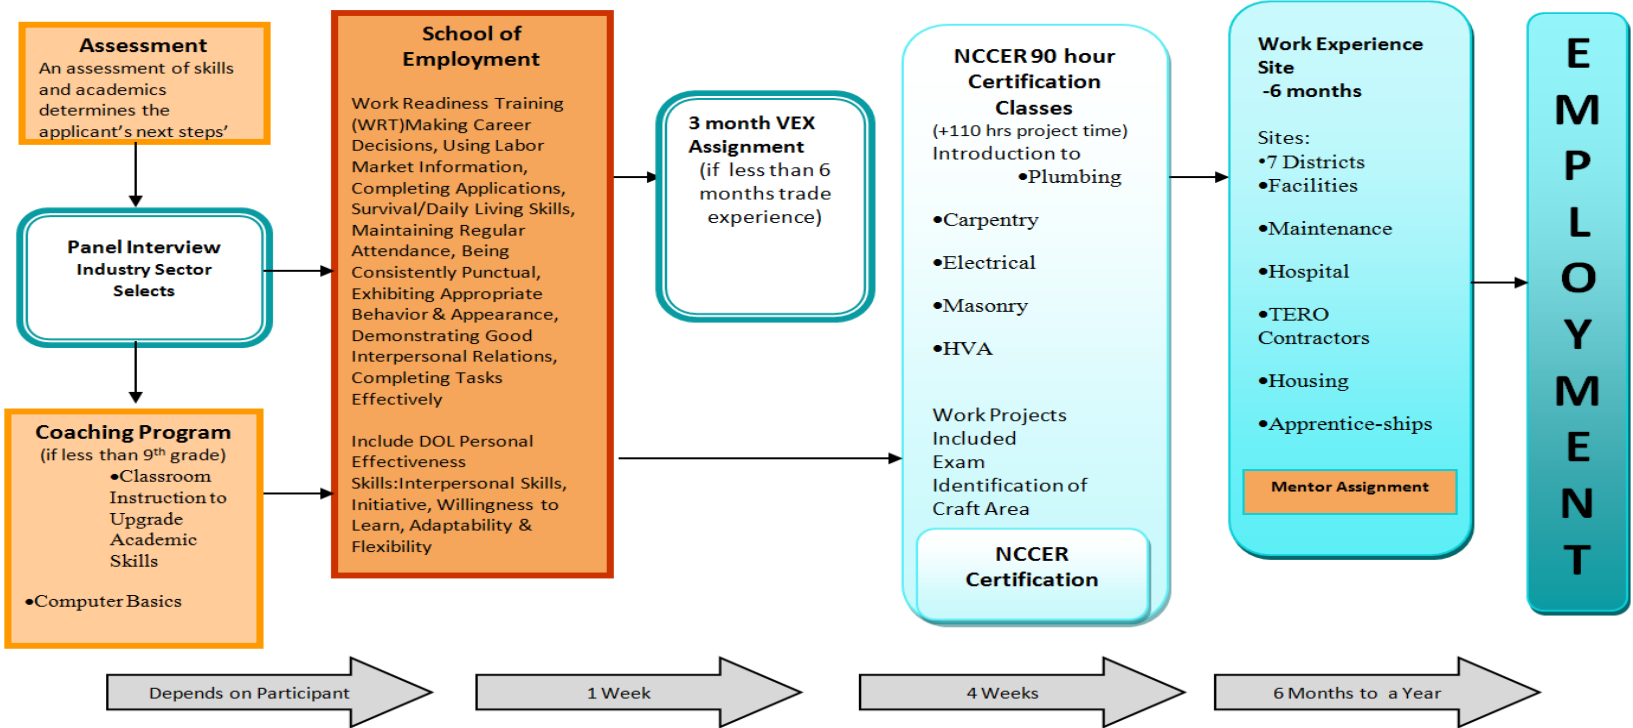 Assessment
An assessment of skills
and academics
determines the
applicant's next steps'
Panel Interview
Industry Sector
Selects
Coaching Program
(if less than 9th grade)
•Classroom
Instruction to
Upgrade
Academic
Skills
•Computer Basics
School of
Employment
Work Readiness Training
(WRT)Making Career
Decisions, Using Labor
Market Information,
Completing Applications,
Survival/Daily Living Skills,
Maintaining Regular
Attendance, Being
Consistently Punctual,
Exhibiting Appropriate
Behavior & Appearance,
Demonstrating Good
Interpersonal Relations,
Completing Tasks
Effectively
Include DOL Personal
Effectiveness
Skills:Interpersonal Skills,
Initiative, Willingness to
Learn, Adaptability &
Flexibility
3 month VEX
Assignment
(if less than 6
months trade
experience)
NCCER 90 hour
Certification
Classes
(+110 hrs project time)
Introduction to
•Plumbing
•Carpentry
•Electrical
•Masonry
•HVA
Work Projects
Included
Exam
Identification of
Craft Area
NCCER
Certification
Work Experience
Site
-6 months
Sites:
•7 Districts
•Facilities
•Maintenance
•Hospital
•TERO
Contractors
•Housing
•Apprentice-ships
Mentor Assignment
EMPLOYMENT
Depends on Participant
1 Week
4 Weeks
6 Months to a Year